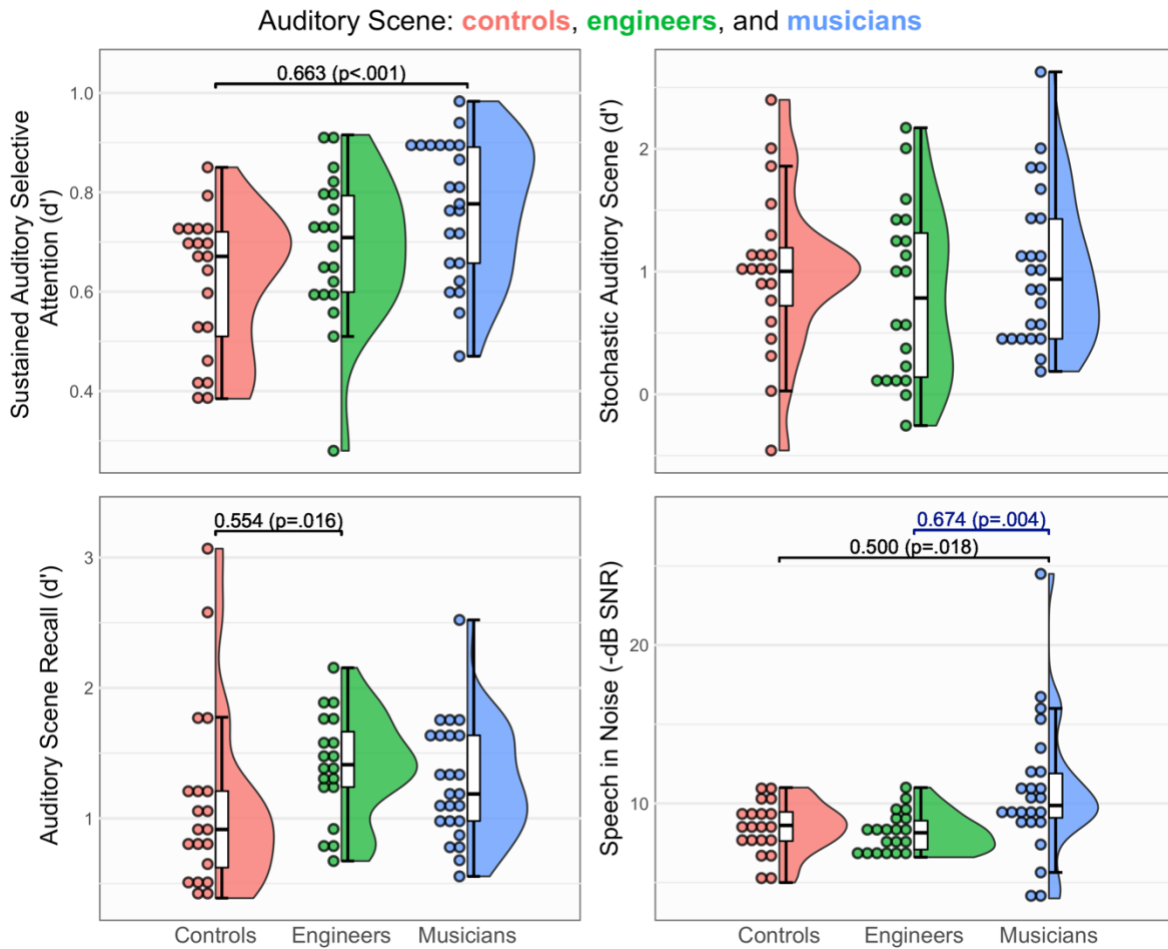 Auditory Scene: controls, engineers, and musicians
Sustained Auditory Selective
Attention (d')
1.0
0.8
0.6
0.4
0.663 (p<.001)
Stochastic Auditory Scene (d')
2
1
0
Auditory Scene Recall (d')
3
2
1
0.554 (p=.016)
Speech in Noise (-dB SNR)
20
10
0.674 (p=.004)
0.500 (p=.018)
Controls Engineers Musicians
Controls Engineers Musicians